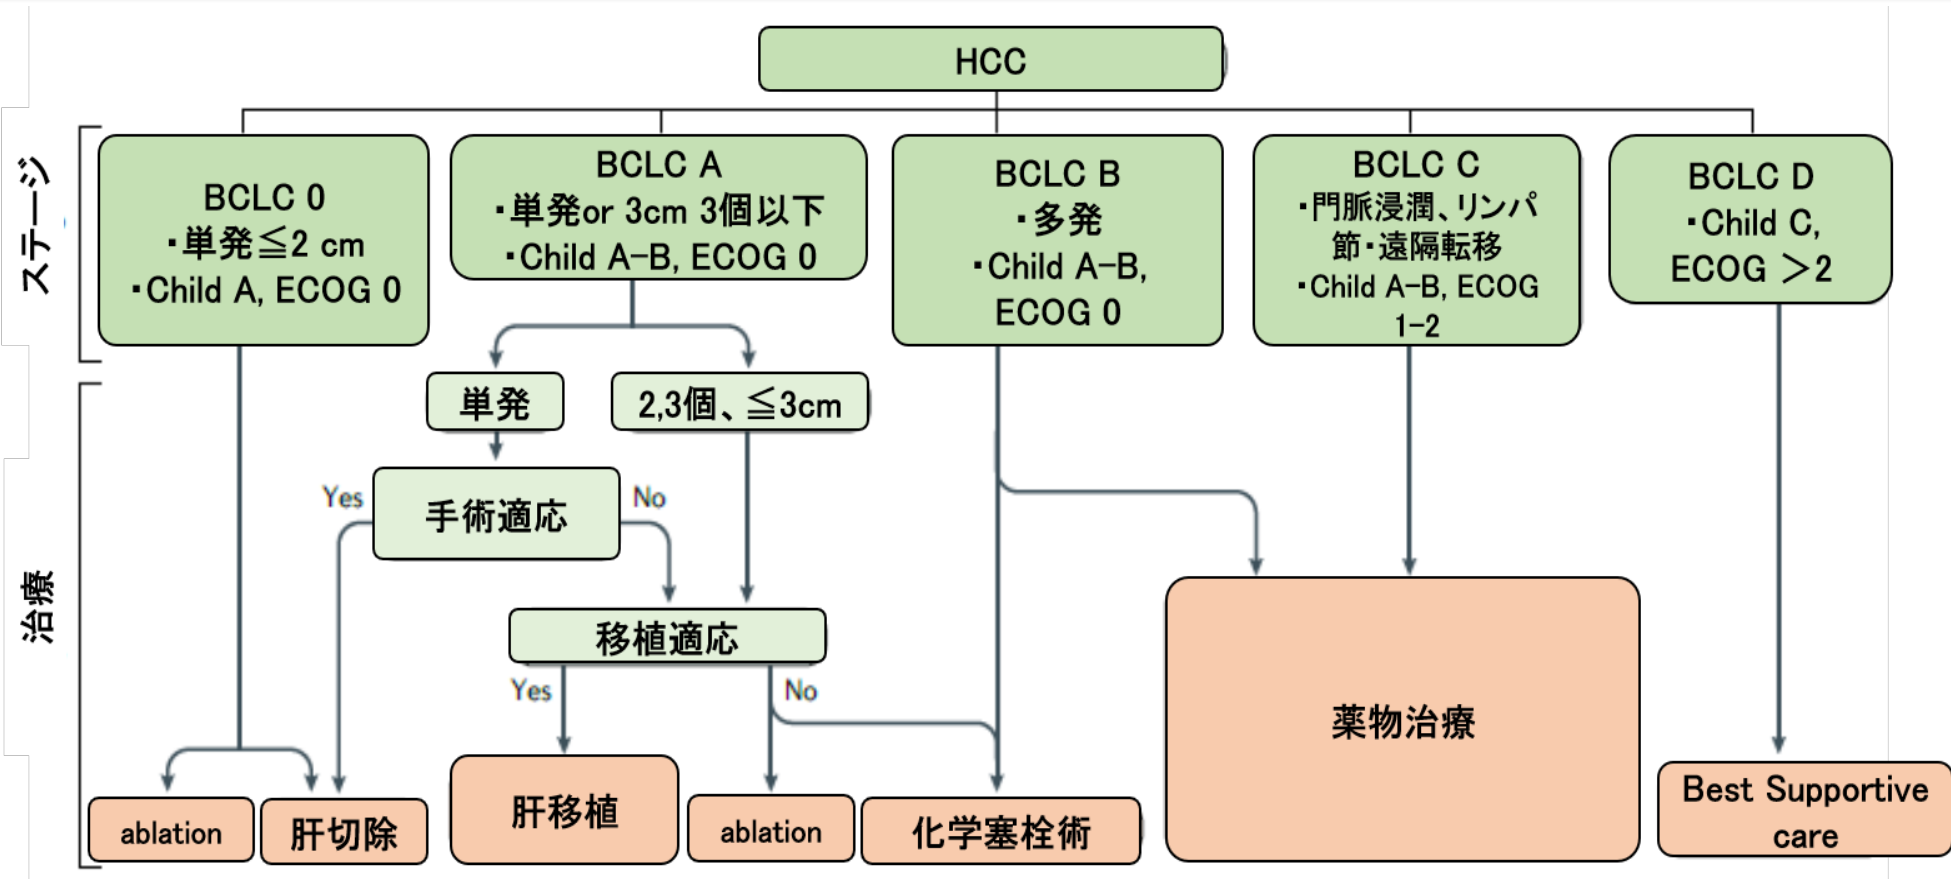 HCC
ステージ
BCLC 0
・単発≦2 cm
・Child A, ECOG 0
BCLC A
・単発or 3cm 3個以下
・Child A-B, ECOG 0
BCLC B
・多発
・Child A-B,
ECOG 0
BCLC C
・門脈浸潤、リンパ
節・遠隔転移
・Child A-B, ECOG
1-2
BCLC D
・Child C,
ECOG ＞2
治療
単発
2,3個、≦3cm
Yes
手術適応
No
移植適応
Yes
No
ablation
肝切除
肝移植
ablation
化学塞栓術
薬物治療
Best Supportive
care